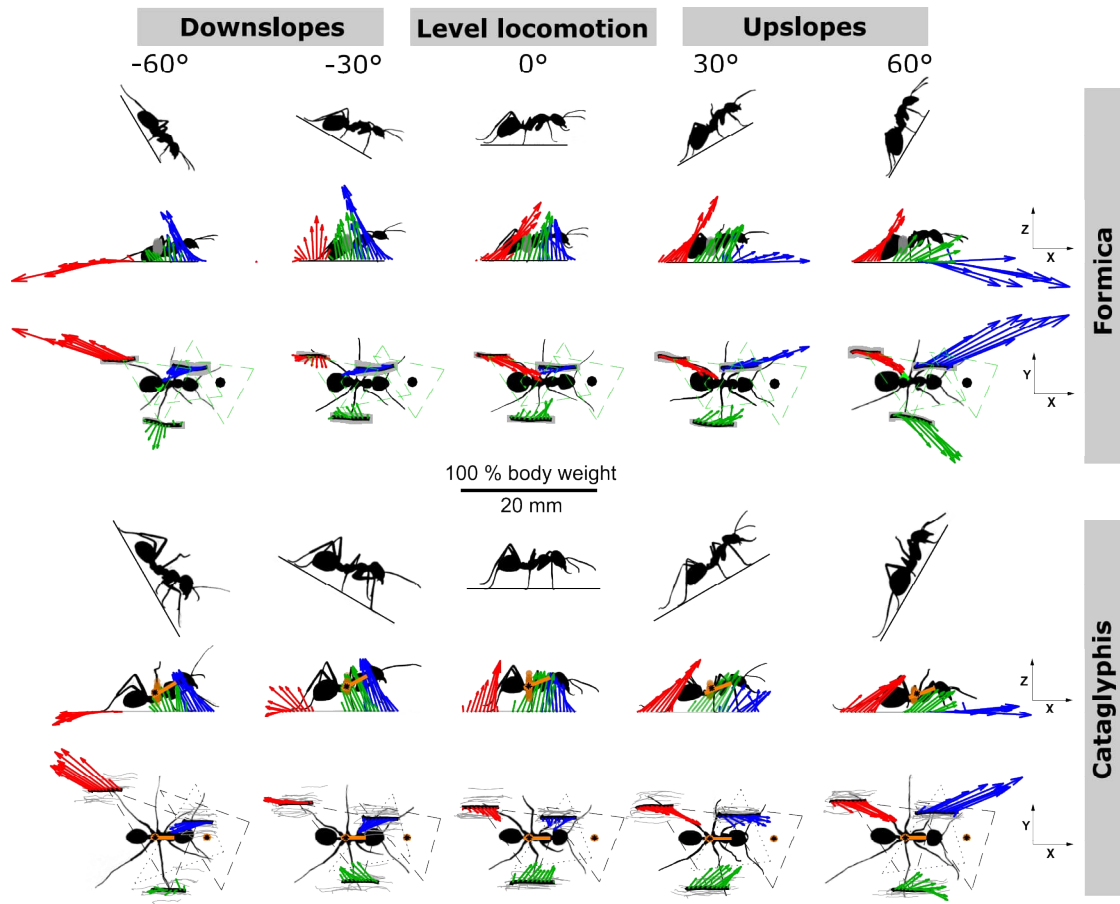 Downslopes
Level locomotion
Upslopes
-60°
-30°
0°
30°
60°
Formica
Z
X
Y
X
100 % body weight
20 mm
Cataglyphis
Z
X
Y
X